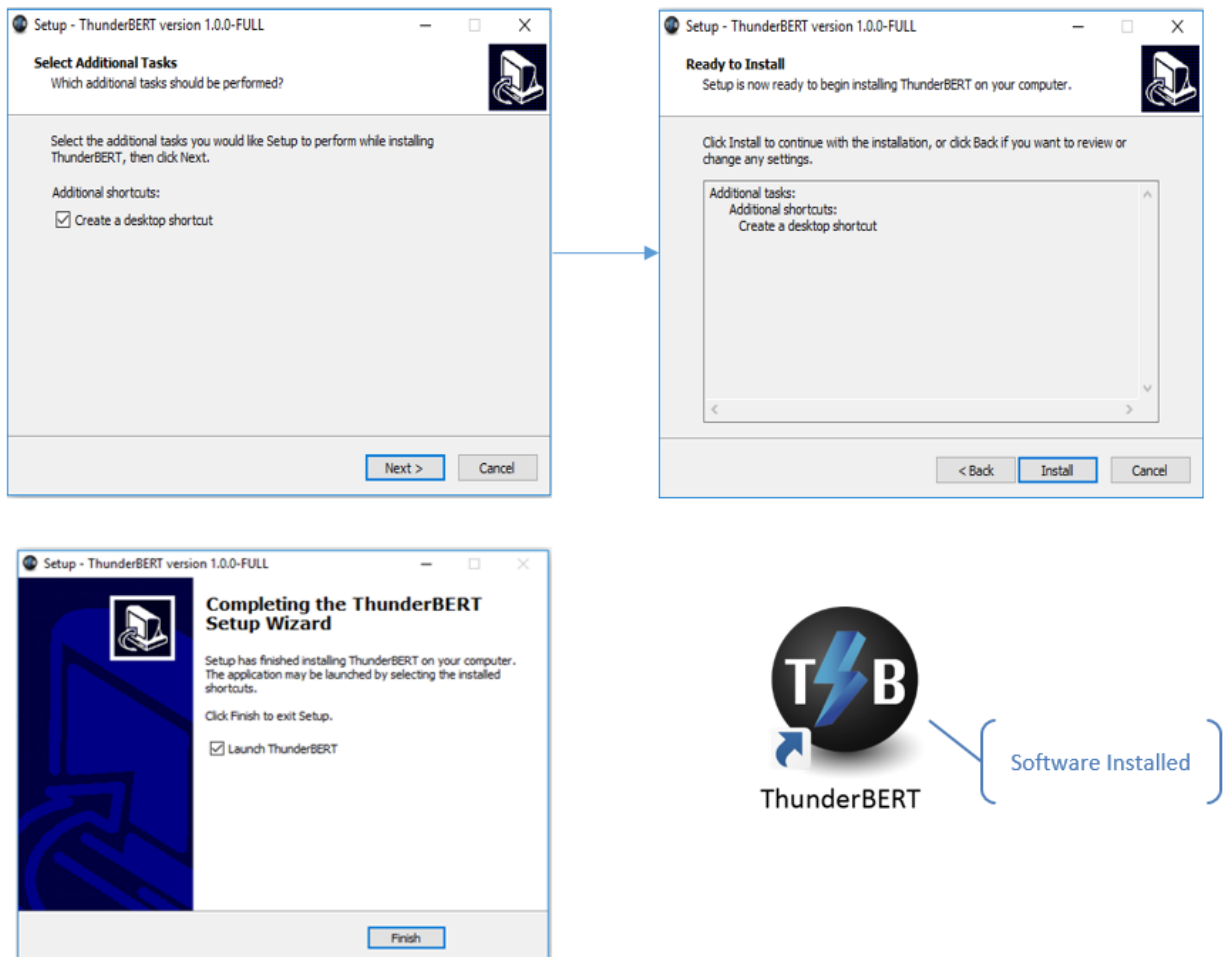 Setup - ThunderBERT version 1.0.0-FULL
Select Additional Tasks
Which additional tasks should be performed?
Select the additional tasks you would like Setup to perform while installing
ThunderBERT, then click Next.
Additional shortcuts:
Create a desktop shortcut
Next >
Cancel
Setup - ThunderBERT version 1.0.0-FULL
Ready to Install
Setup is now ready to begin installing ThunderBERT on your computer.
Click Install to continue with the installation, or click Back if you want to review or
change any settings.
Additional tasks:
Additional shortcuts:
Create a desktop shortcut
< Back
Install
Cancel
Setup - ThunderBERT version 1.0.0-FULL
Completing the ThunderBERT
Setup Wizard
Setup has finished installing ThunderBERT on your computer.
The application may be launched by selecting the installed
shortcuts.
Click Finish to exit Setup.
Launch ThunderBERT
Finish
T B
ThunderBERT
Software Installed